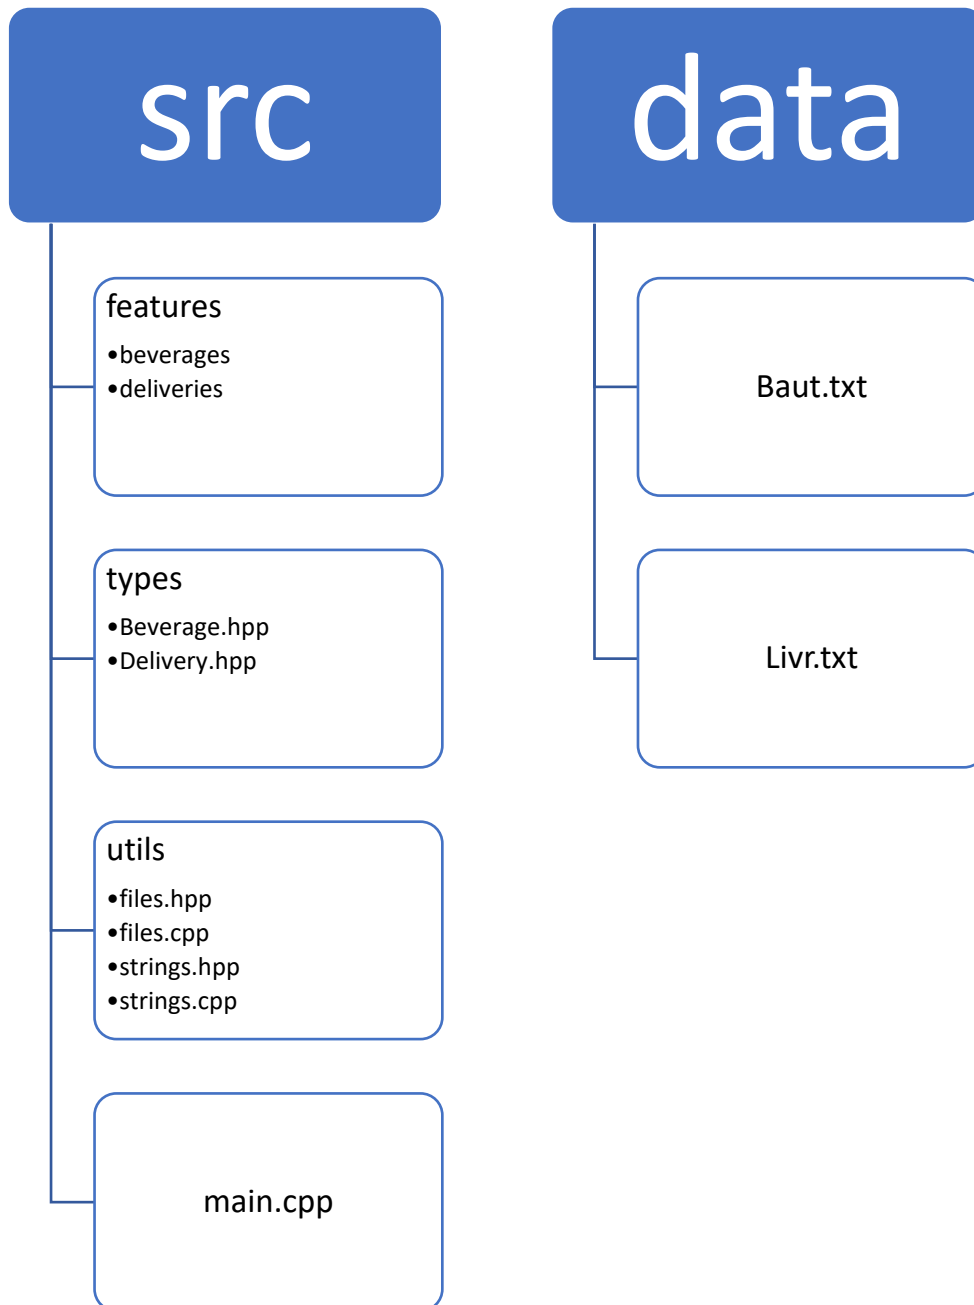 src
features
•beverages
•deliveries
types
•Beverage.hpp
•Delivery.hpp
utils
•files.hpp
•files.cpp
•strings.hpp
•strings.cpp
main.cpp
data
Baut.txt
Livr.txt